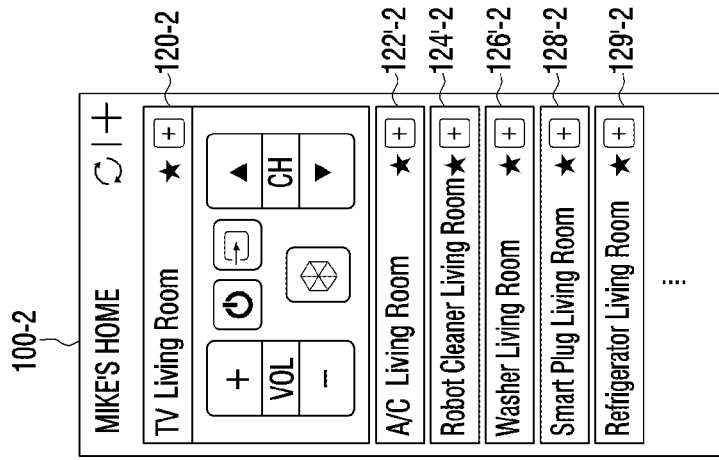 100-2
MIKE'S HOME
TV Living Room ★ + 120-2
+ VOL - CH
A/C Living Room ★ + 122'-2
Robot Cleaner Living Room ★ + 124'-2
Washer Living Room ★ + 126'-2
Smart Plug Living Room ★ + 128'-2
Refrigerator Living Room ★ + 129'-2